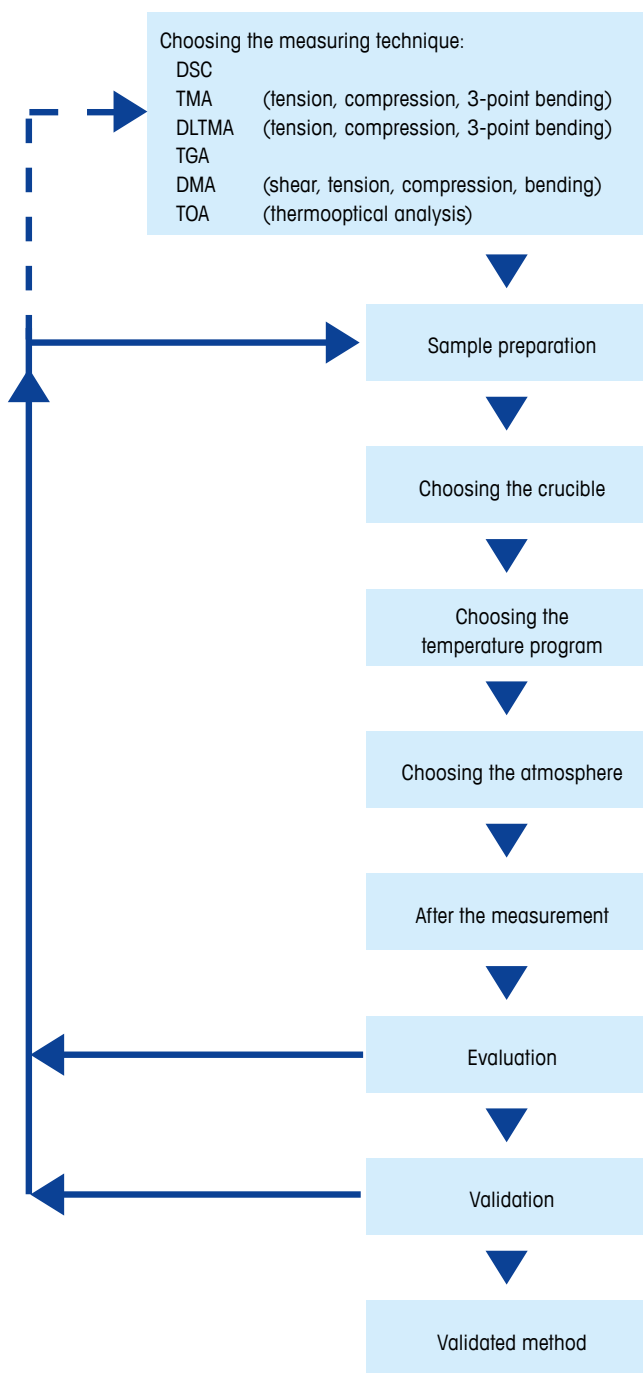 Choosing the measuring technique:
DSC
TMA (tension, compression, 3-point bending)
DLTMA (tension, compression, 3-point bending)
TGA
DMA (shear, tension, compression, bending)
TOA (thermooptical analysis)
Sample preparation
Choosing the crucible
Choosing the
temperature program
Choosing the atmosphere
After the measurement
Evaluation
Validation
Validated method